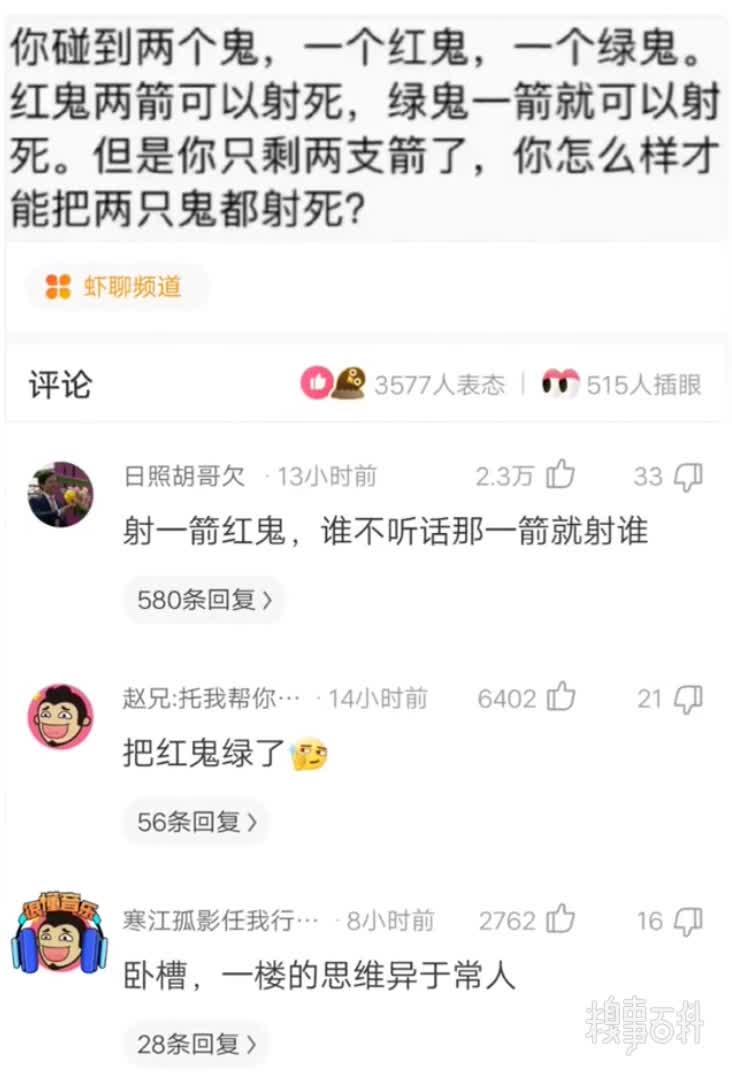 你碰到两个鬼，一个红鬼，一个绿鬼。
红鬼两箭可以射死，绿鬼一箭就可以射
死。但是你只剩两支箭了，你怎么样才
能把两只鬼都射死？
虾聊频道
评论 3577人表态 | 515人插眼
日照胡哥欠 · 13小时前 2.3万 33
射一箭红鬼，谁不听话那一箭就射谁
580条回复 >
赵兄:托我帮你… · 14小时前 6402 21
把红鬼绿了
56条回复 >
很懂音乐
寒江孤影任我行… · 8小时前 2762 16
卧槽，一楼的思维异于常人
28条回复 >
糗事百科